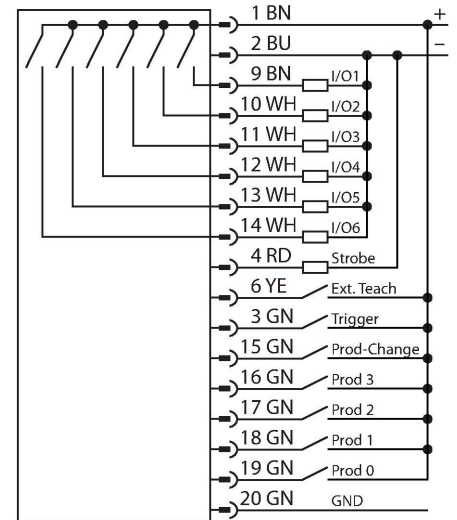 1 BN +
2 BU −
9 BN I/O1
10 WH I/O2
11 WH I/O3
12 WH I/O4
13 WH I/O5
14 WH I/O6
4 RD Strobe
6 YE Ext. Teach
3 GN Trigger
15 GN Prod-Change
16 GN Prod 3
17 GN Prod 2
18 GN Prod 1
19 GN Prod 0
20 GN GND